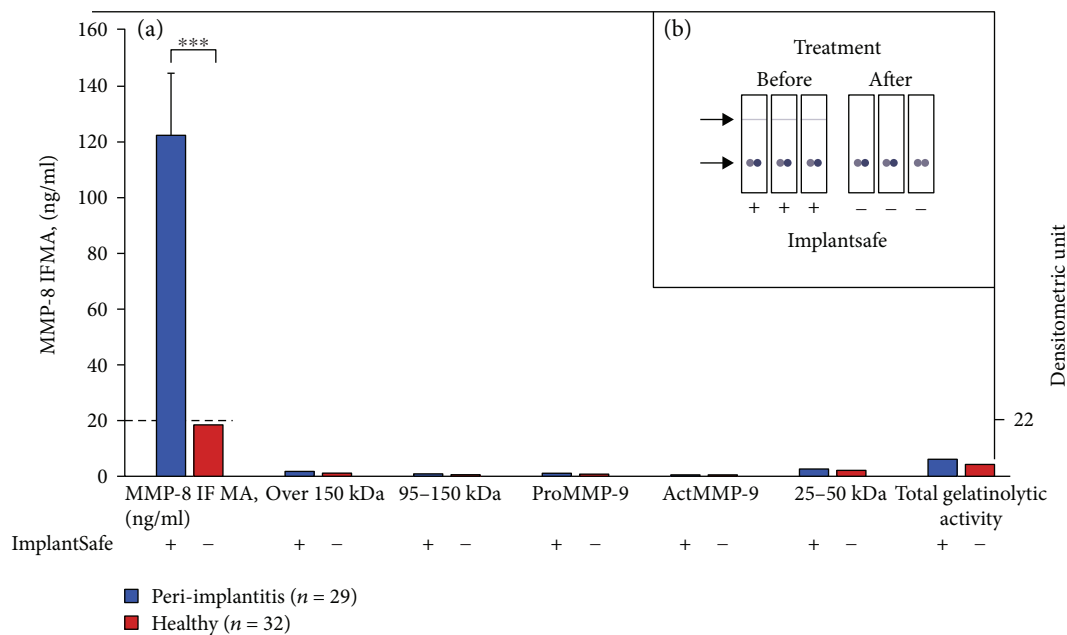 (a)
***
160
140
120
100
80
60
40
20
0
MMP-8 IFMA, (ng/ml)
(b)
Treatment
Before After
+ + + – – –
Implantsafe
Densitometric unit
22
MMP-8 IF MA, (ng/ml)
Over 150 kDa
95–150 kDa
ProMMP-9
ActMMP-9
25–50 kDa
Total gelatinolytic
activity
ImplantSafe + – + – + – + – + – + – + –
Peri-implantitis (n = 29)
Healthy (n = 32)